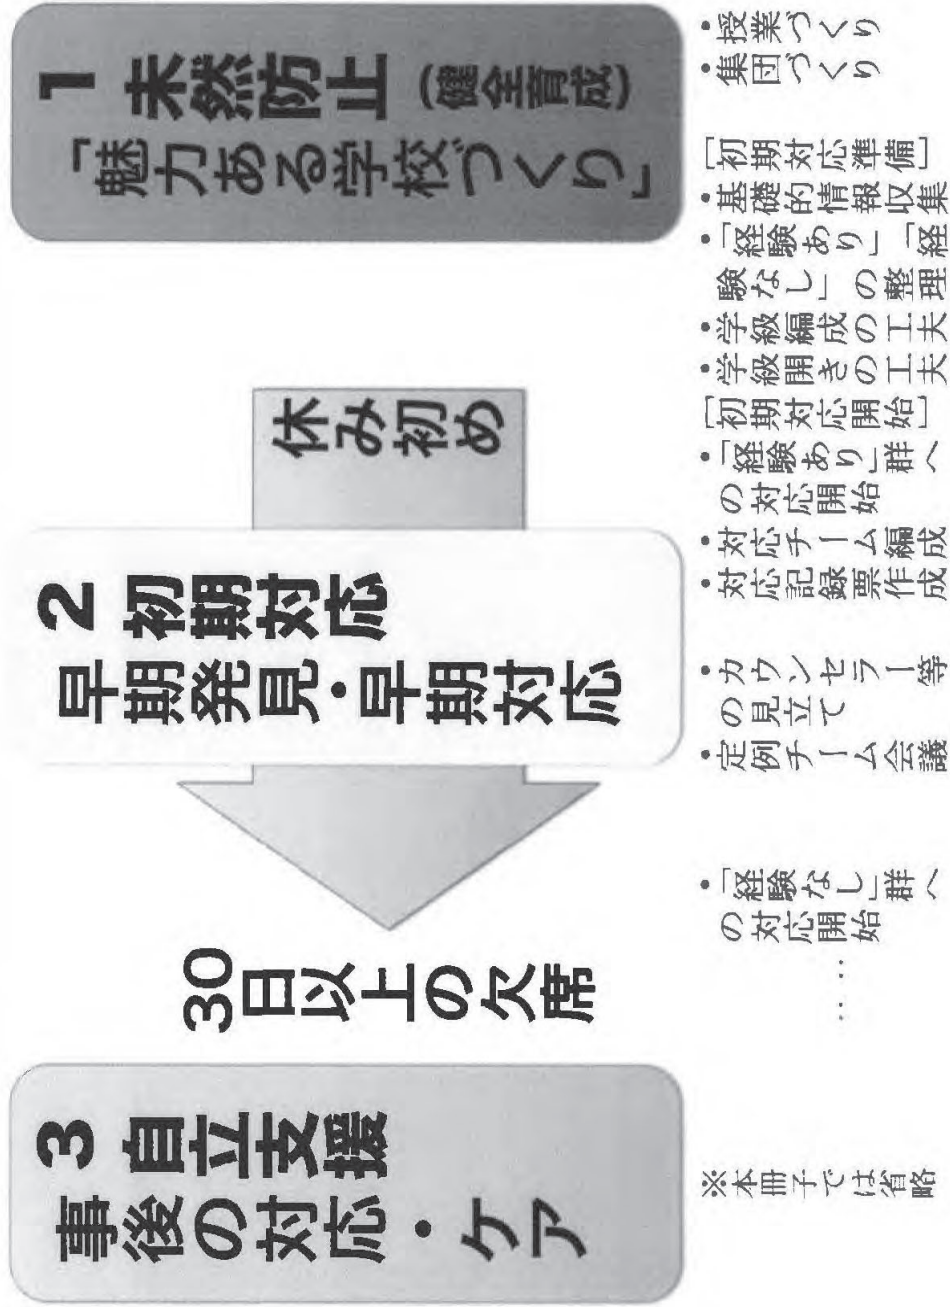 1 未然防止(健全育成)
「魅力ある学校づくり」
休み初め
2 初期対応
早期発見・早期対応
30日以上の欠席
3 自立支援
事後の対応・ケア
・授業づくり
・集団づくり
[初期対応準備]
・基礎的情報収集
・「経験あり」「経
験なし」の整理
・学級編成の工夫
・学級開きの工夫
[初期対応開始]
・「経験あり」群へ
の対応開始
・対応チーム編成
・対応記録票作成
・カウンセラー等
の見立て
・定例チーム会議
・「経験なし」群へ
の対応開始
……
※本冊子では省略